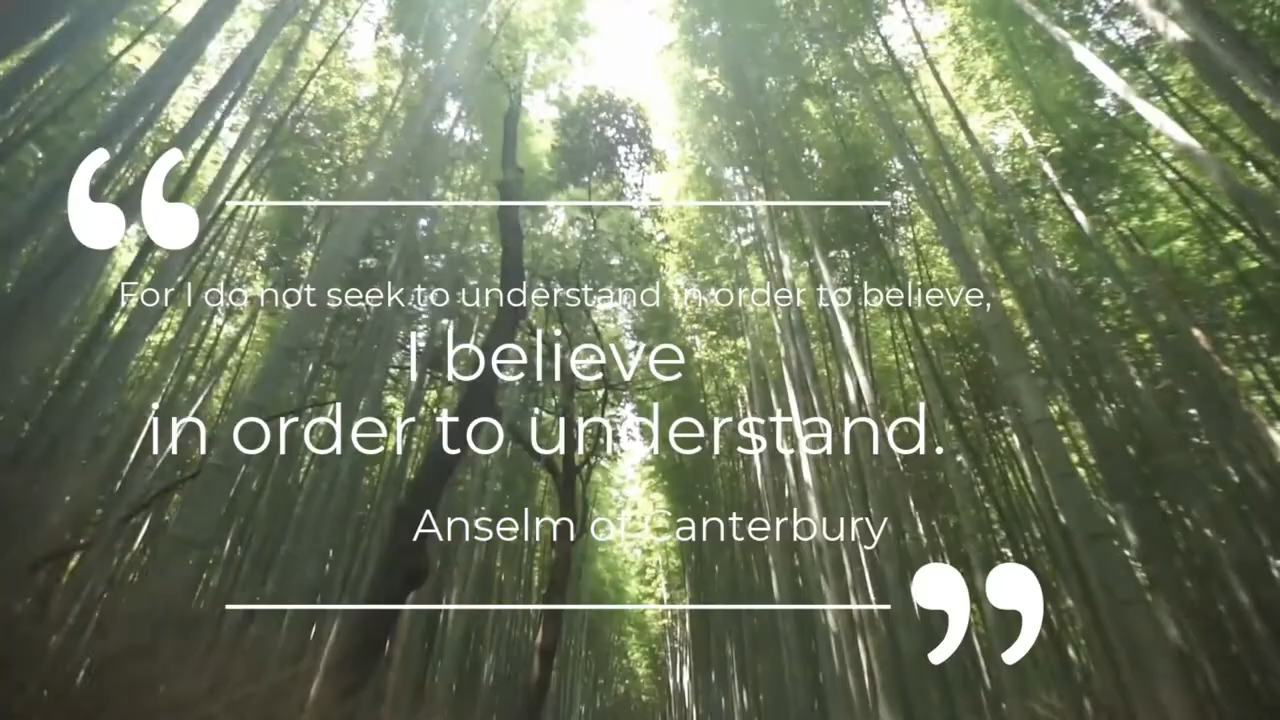 “
For I do not seek to understand in order to believe,
I believe
in order to understand.
Anselm of Canterbury
”